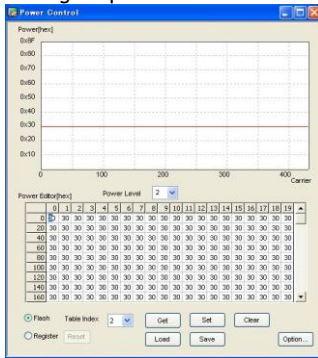 Power Control
Power[hex]
0x8F
0x80
0x70
0x60
0x50
0x40
0x30
0x20
0x10
0 100 200 300 400
Carrier
Power Editor[hex] Power Level 2
0 1 2 3 4 5 6 7 8 9 10 11 12 13 14 15 16 17 18 19
0 30 30 30 30 30 30 30 30 30 30 30 30 30 30 30 30 30 30 30 30
20 30 30 30 30 30 30 30 30 30 30 30 30 30 30 30 30 30 30 30 30
40 30 30 30 30 30 30 30 30 30 30 30 30 30 30 30 30 30 30 30 30
60 30 30 30 30 30 30 30 30 30 30 30 30 30 30 30 30 30 30 30 30
80 30 30 30 30 30 30 30 30 30 30 30 30 30 30 30 30 30 30 30 30
100 30 30 30 30 30 30 30 30 30 30 30 30 30 30 30 30 30 30 30 30
120 30 30 30 30 30 30 30 30 30 30 30 30 30 30 30 30 30 30 30 30
140 30 30 30 30 30 30 30 30 30 30 30 30 30 30 30 30 30 30 30 30
160 30 30 30 30 30 30 30 30 30 30 30 30 30 30 30 30 30 30 30 30
Flash Table Index 2 Get Set Clear
Register Reset Load Save Option...